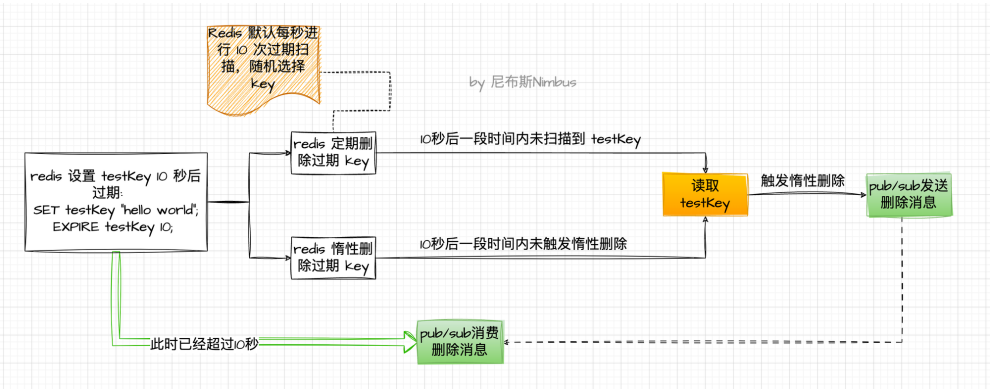 Redis 默认每秒进
行 10 次过期扫
描，随机选择
key
by 尼布斯Nimbus
redis 定期删
除过期 key
10秒后一段时间内未扫描到 testKey
redis 设置 testKey 10 秒后
过期:
SET testKey "hello world";
EXPIRE testKey 10;
读取
testKey
触发惰性删除
pub/sub发送
删除消息
redis 惰性删
除过期 key
10秒后一段时间内未触发惰性删除
此时已经超过10秒
pub/sub消费
删除消息